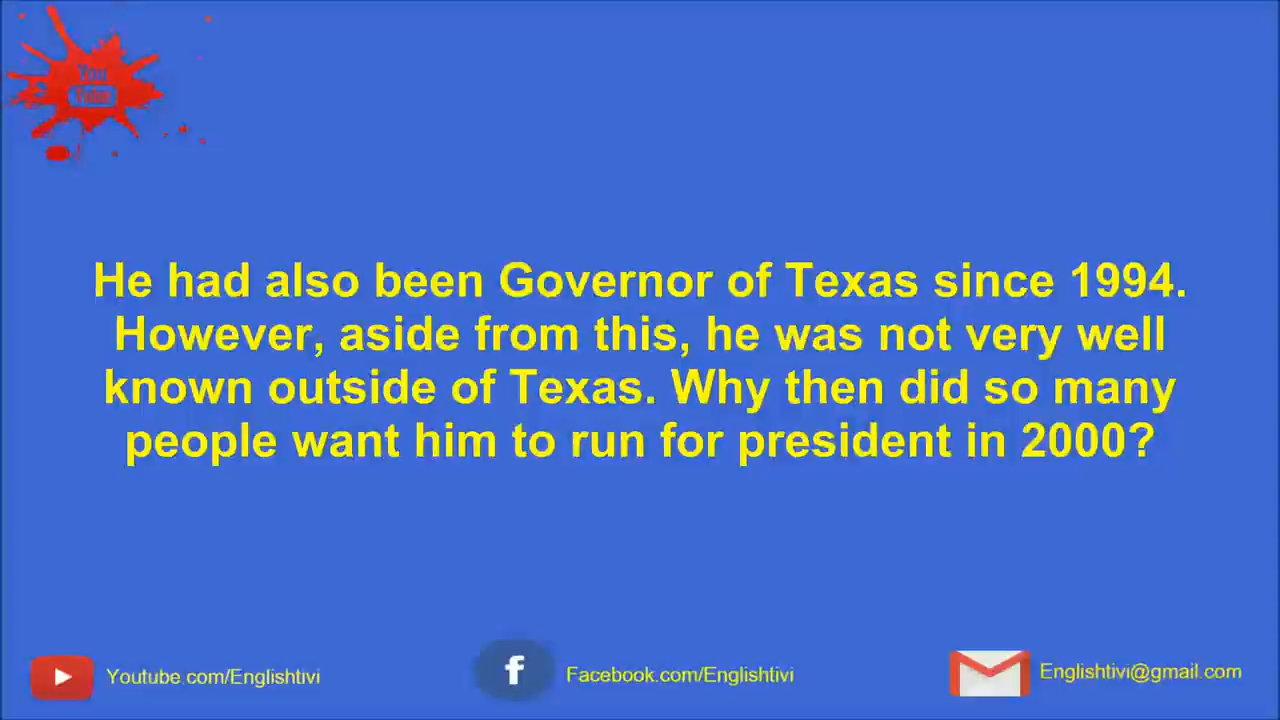 You
Tube
He had also been Governor of Texas since 1994.
However, aside from this, he was not very well
known outside of Texas. Why then did so many
people want him to run for president in 2000?
Youtube.com/Englishtivi
f
Facebook.com/Englishtivi
Englishtivi@gmail.com